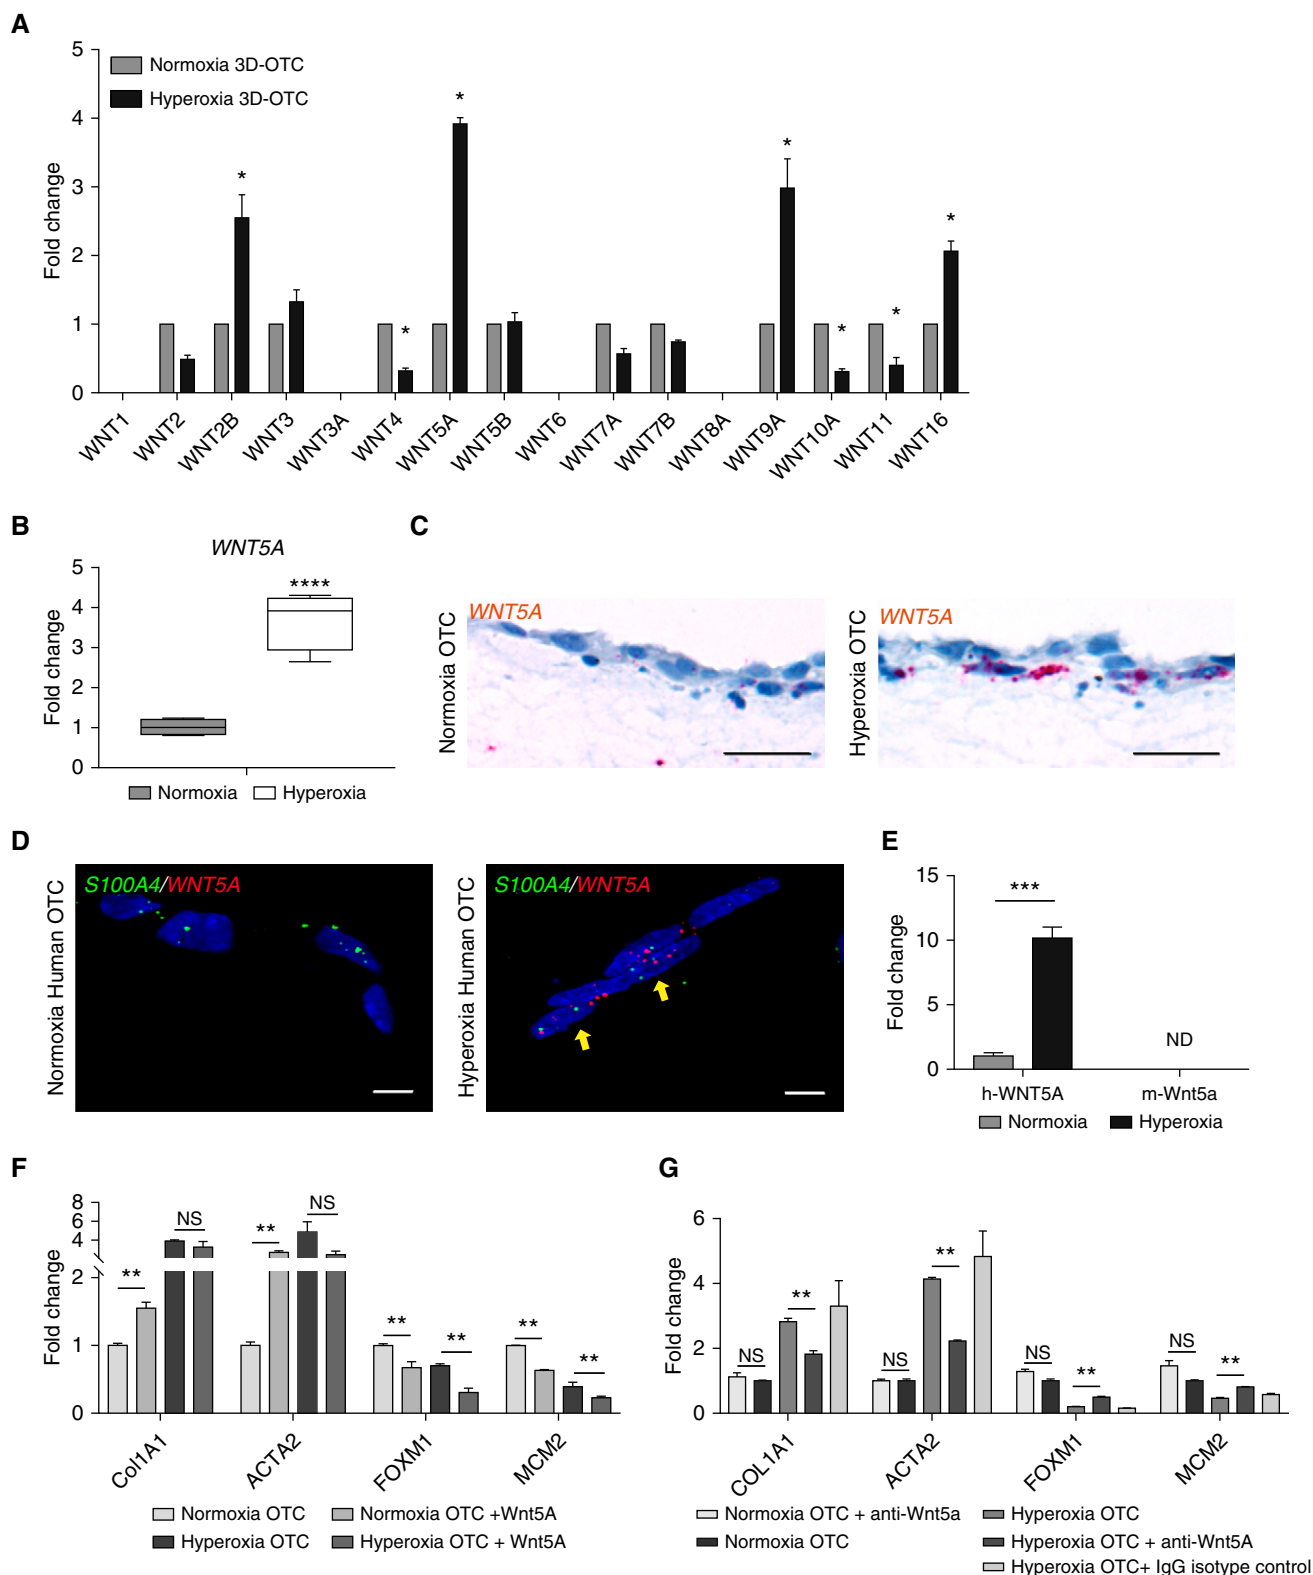 A
5
4
3
2
1
0
Fold change
Normoxia 3D-OTC
Hyperoxia 3D-OTC
*
*
*
*
*
*
*
WNT1
WNT2
WNT2B
WNT3
WNT3A
WNT4
WNT5A
WNT5B
WNT6
WNT7A
WNT7B
WNT8A
WNT9A
WNT10A
WNT11
WNT16
B
WNT5A
5
4
3
2
1
0
Fold change
****
Normoxia
Hyperoxia
C
Normoxia OTC
WNT5A
Hyperoxia OTC
WNT5A
D
Normoxia Human OTC
S100A4/WNT5A
Hyperoxia Human OTC
S100A4/WNT5A
E
15
10
5
0
Fold change
***
ND
h-WNT5A
m-Wnt5a
Normoxia
Hyperoxia
F
8
6
4
2
1
0
Fold change
**
NS
**
NS
**
**
**
**
Col1A1
ACTA2
FOXM1
MCM2
Normoxia OTC
Normoxia OTC +Wnt5A
Hyperoxia OTC
Hyperoxia OTC + Wnt5A
G
6
4
2
0
Fold change
NS
**
NS
**
NS
**
NS
**
COL1A1
ACTA2
FOXM1
MCM2
Normoxia OTC + anti-Wnt5a
Normoxia OTC
Hyperoxia OTC
Hyperoxia OTC + anti-Wnt5A
Hyperoxia OTC+ IgG isotype control